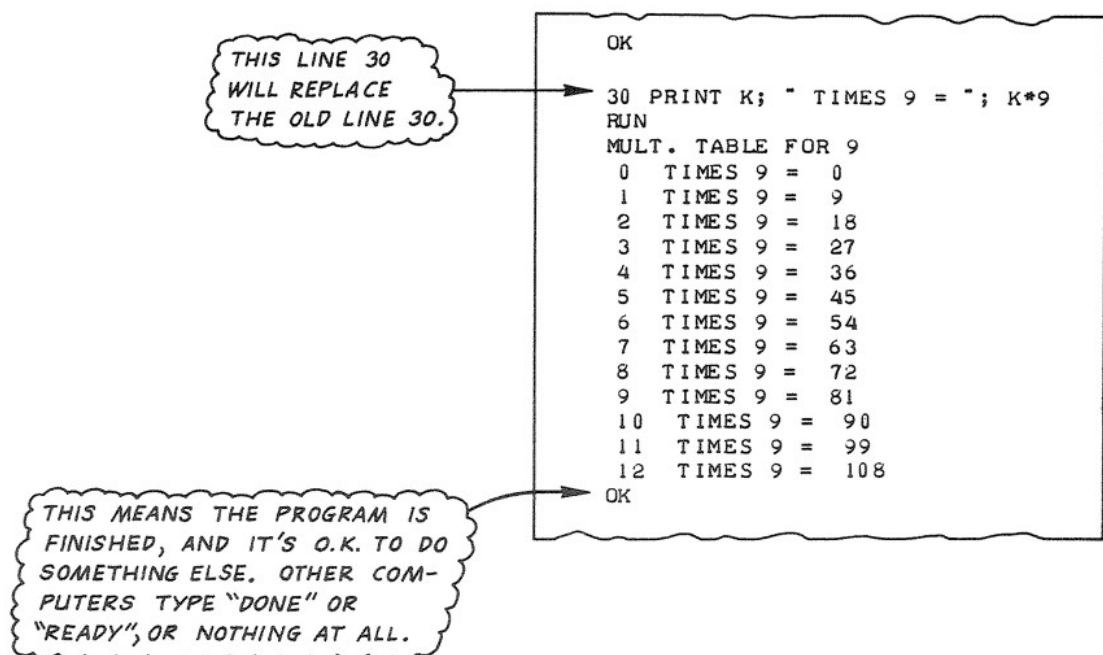 THIS LINE 30
WILL REPLACE
THE OLD LINE 30.
OK
30 PRINT K; " TIMES 9 = "; K*9
RUN
MULT. TABLE FOR 9
0 TIMES 9 = 0
1 TIMES 9 = 9
2 TIMES 9 = 18
3 TIMES 9 = 27
4 TIMES 9 = 36
5 TIMES 9 = 45
6 TIMES 9 = 54
7 TIMES 9 = 63
8 TIMES 9 = 72
9 TIMES 9 = 81
10 TIMES 9 = 90
11 TIMES 9 = 99
12 TIMES 9 = 108
OK
THIS MEANS THE PROGRAM IS
FINISHED, AND IT'S O.K. TO DO
SOMETHING ELSE. OTHER COM-
PUTERS TYPE "DONE" OR
"READY", OR NOTHING AT ALL.